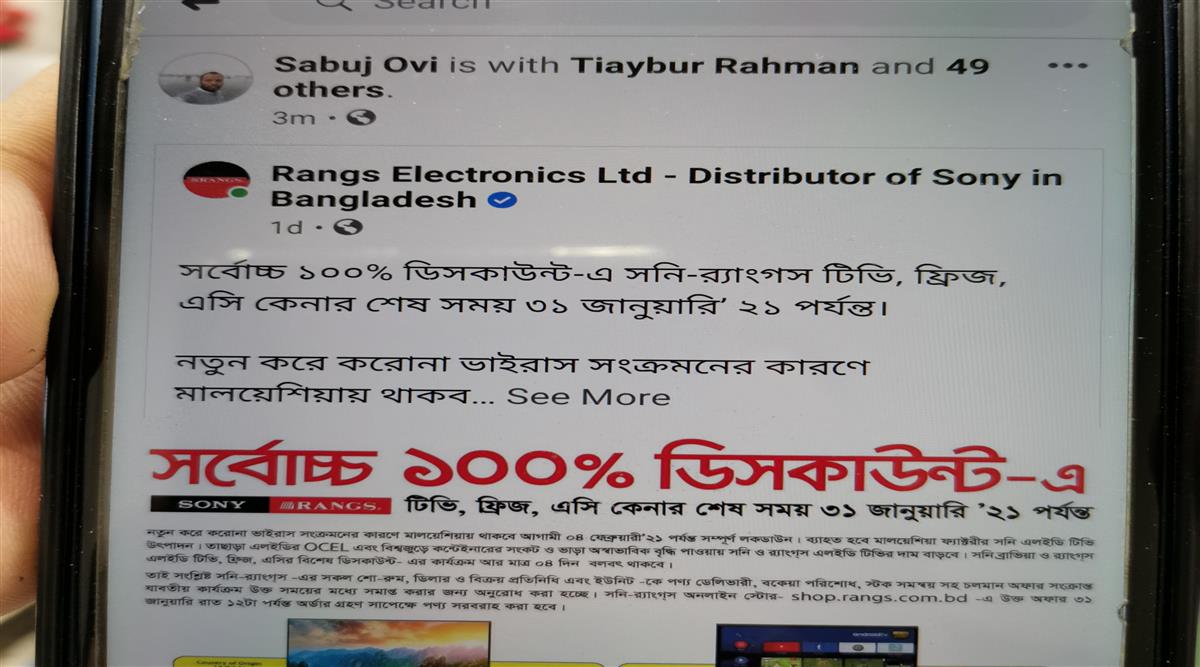 Search
Sabuj Ovi is with Tiaybur Rahman and 49
others.
3m ·
Rangs Electronics Ltd - Distributor of Sony in
Bangladesh
1d ·
সর্বোচ্চ ১০০% ডিসকাউন্ট-এ সনি-র‍্যাংগস টিভি, ফ্রিজ,
এসি কেনার শেষ সময় ৩১ জানুয়ারি’ ২১ পর্যন্ত।
নতুন করে করোনা ভাইরাস সংক্রমনের কারণে
মালয়েশিয়ায় থাকব... See More
সর্বোচ্চ ১০০% ডিসকাউন্ট-এ
SONY RANGS. টিভি, ফ্রিজ, এসি কেনার শেষ সময় ৩১ জানুয়ারি ’২১ পর্যন্ত
নতুন করে করোনা ভাইরাস সংক্রমনের কারণে মালয়েশিয়ায় থাকবে আগামী ০৪ ফেব্রুয়ারী’২১ পর্যন্ত সম্পূর্ণ লকডাউন। ব্যাহত হবে মালয়েশিয়া ফ্যাক্টরীর সনি এলইডি টিভি
উৎপাদন। তাছাড়া এলইডির OCEL এবং বিশ্বজুড়ে কন্টেইনারের সংকট ও ভাড়া অস্বাভাবিক বৃদ্ধি পাওয়ায় সনি ও র‍্যাংগস এলইডি টিভির দাম বাড়বে। সনি ব্রাভিয়া ও র‍্যাংগস
এলইডি টিভি, ফ্রিজ, এসির বিশেষ ডিসকাউন্ট- এর কার্যক্রম আর মাত্র ০৪ দিন বলবৎ থাকবে।
তাই সংশ্লিষ্ট সনি-র‍্যাংগস -এর সকল শো-রুম, ডিলার ও বিক্রয় প্রতিনিধি এবং ইউনিট -কে পণ্য ডেলিভারী, বকেয়া পরিশোধ, স্টক সমন্বয় সহ চলমান অফার সংক্রান্ত
যাবতীয় কার্যক্রম উক্ত সময়ের মধ্যে সমাপ্ত করার জন্য অনুরোধ করা হচ্ছে। সনি-র‍্যাংগস অনলাইন স্টোর- shop.rangs.com.bd -এ উক্ত অফার ৩১
জানুয়ারি রাত ১২টা পর্যন্ত অর্ডার গ্রহণ সাপেক্ষে পণ্য সরবরাহ করা হবে।
Country of Origin
androidtv